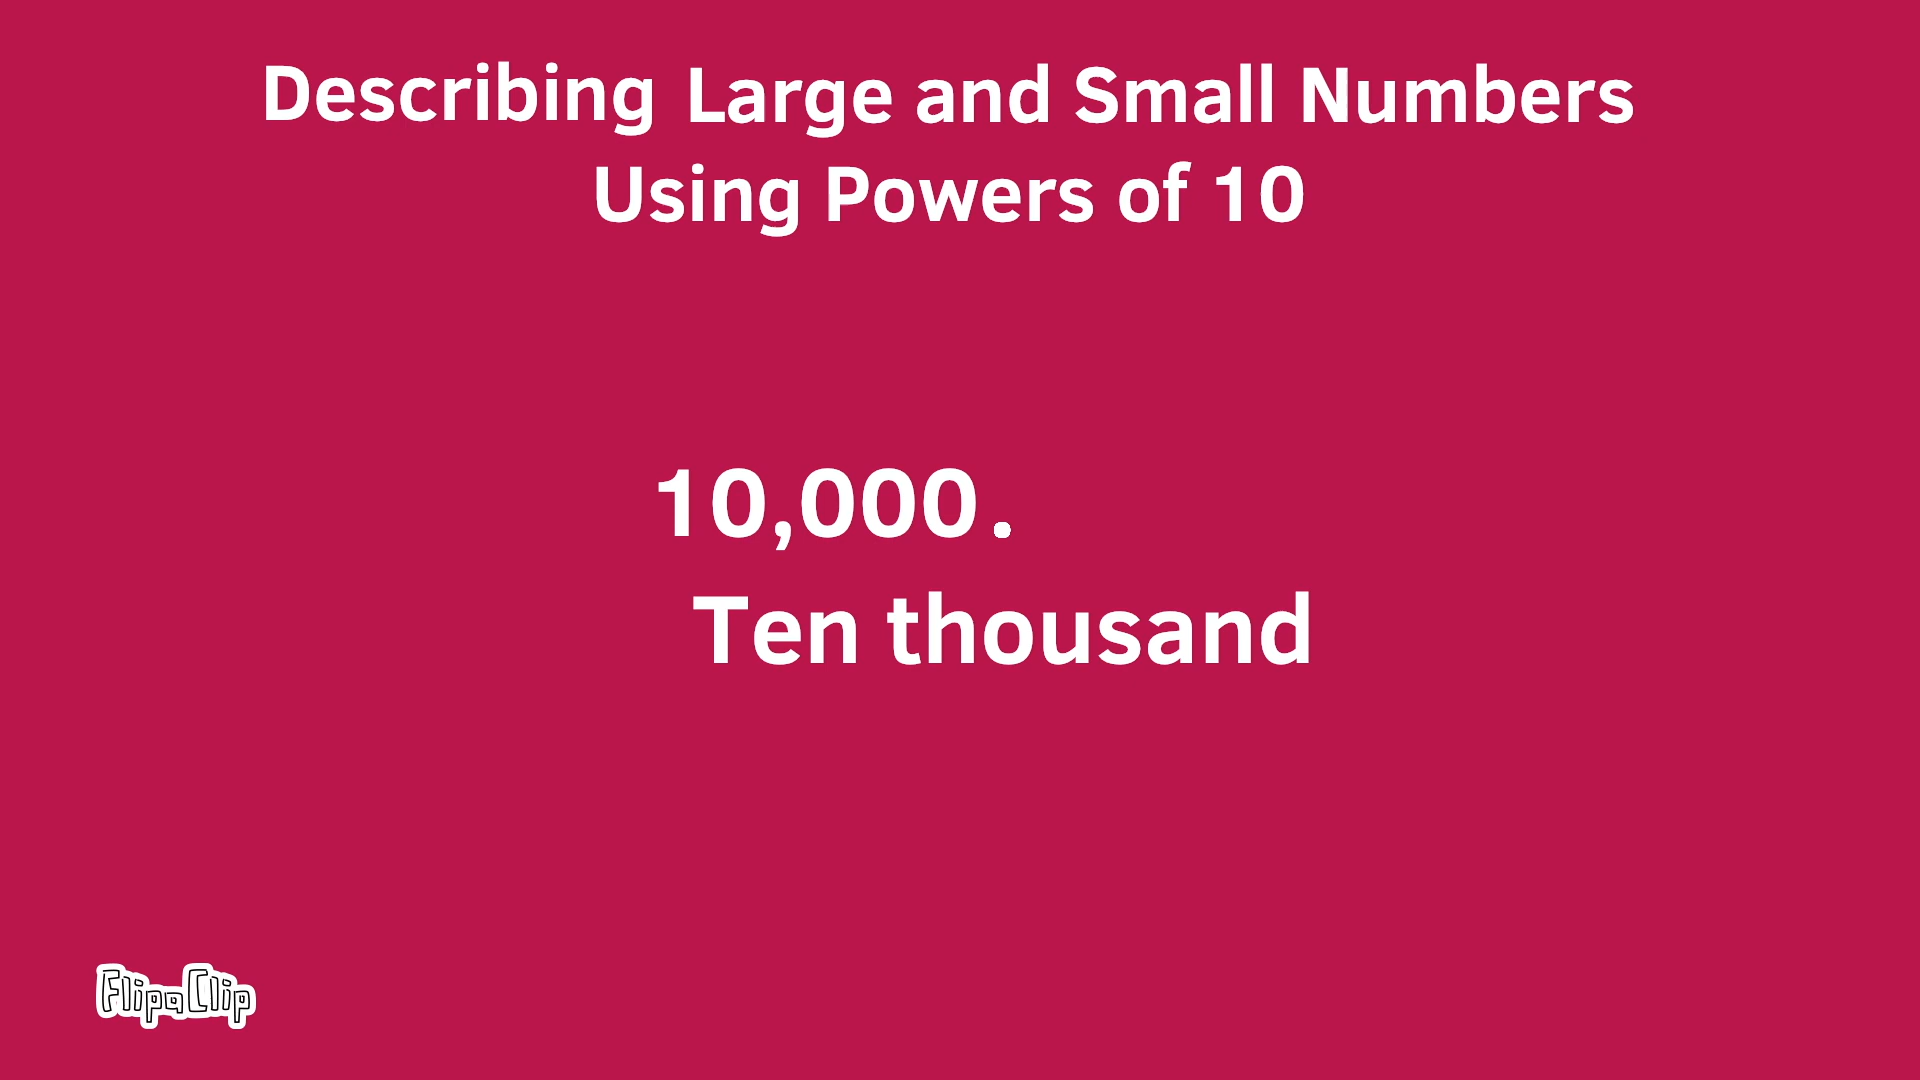 Describing Large and Small Numbers
Using Powers of 10
10,000.
Ten thousand
FlipaClip